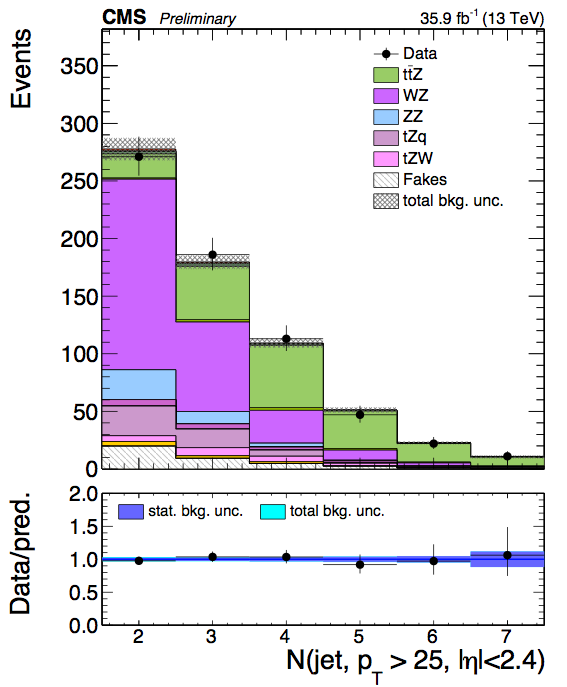 CMS Preliminary 35.9 fb⁻¹ (13 TeV)
Events
350
300
250
200
150
100
50
0
Data
tt̄Z
WZ
ZZ
tZq
tZW
Fakes
total bkg. unc.
Data/pred.
2.0
1.5
1.0
0.5
0.0
stat. bkg. unc. total bkg. unc.
2 3 4 5 6 7
N(jet, p_T > 25, |η|<2.4)